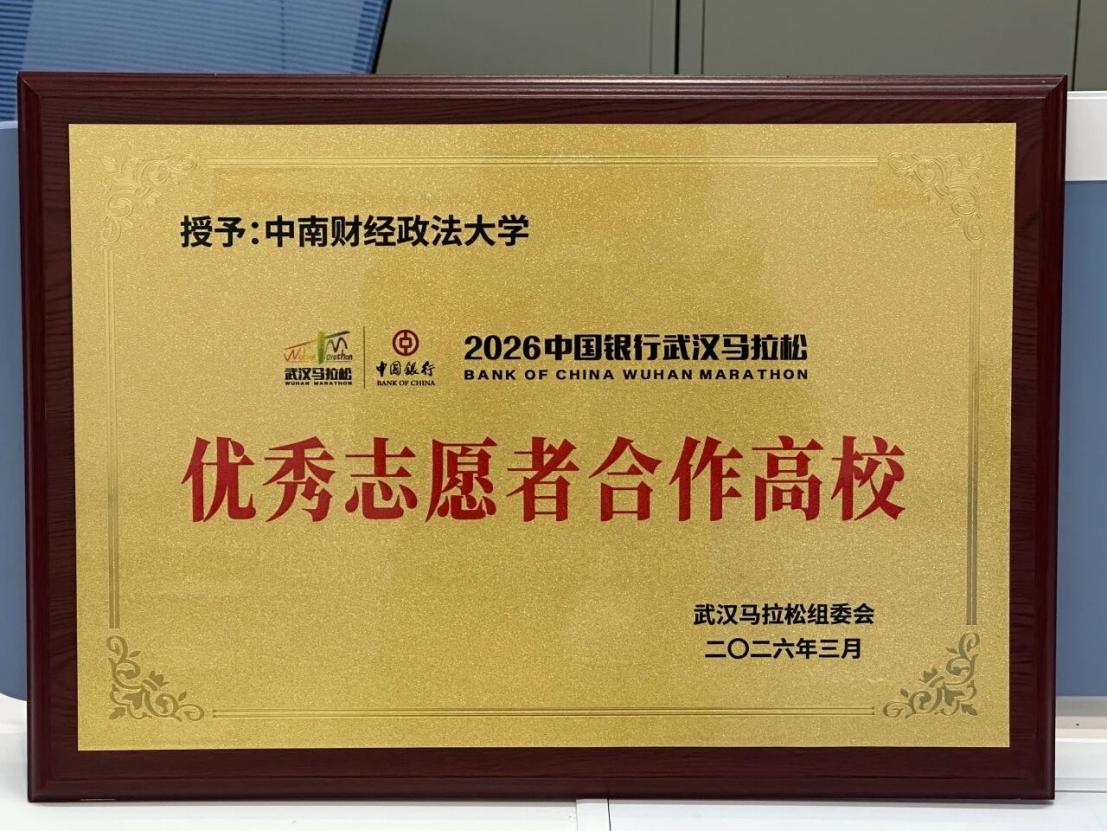 授予：中南财经政法大学
武汉马拉松
WUHAN MARATHON
中国銀行
BANK OF CHINA
2026中国银行武汉马拉松
BANK OF CHINA WUHAN MARATHON
优秀志愿者合作高校
武汉马拉松组委会
二〇二六年三月